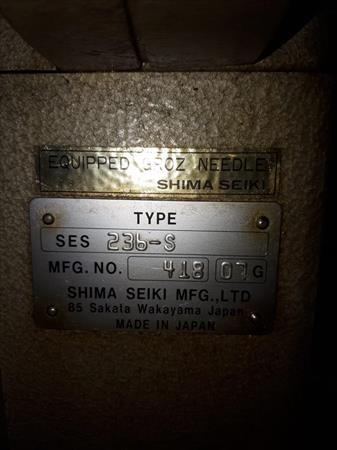 EQUIPPED GROZ NEEDLE
SHIMA SEIKI
TYPE
SES 236-S
MFG. NO. 418 07 G
SHIMA SEIKI MFG.,LTD
85 Sakata Wakayama Japan
MADE IN JAPAN